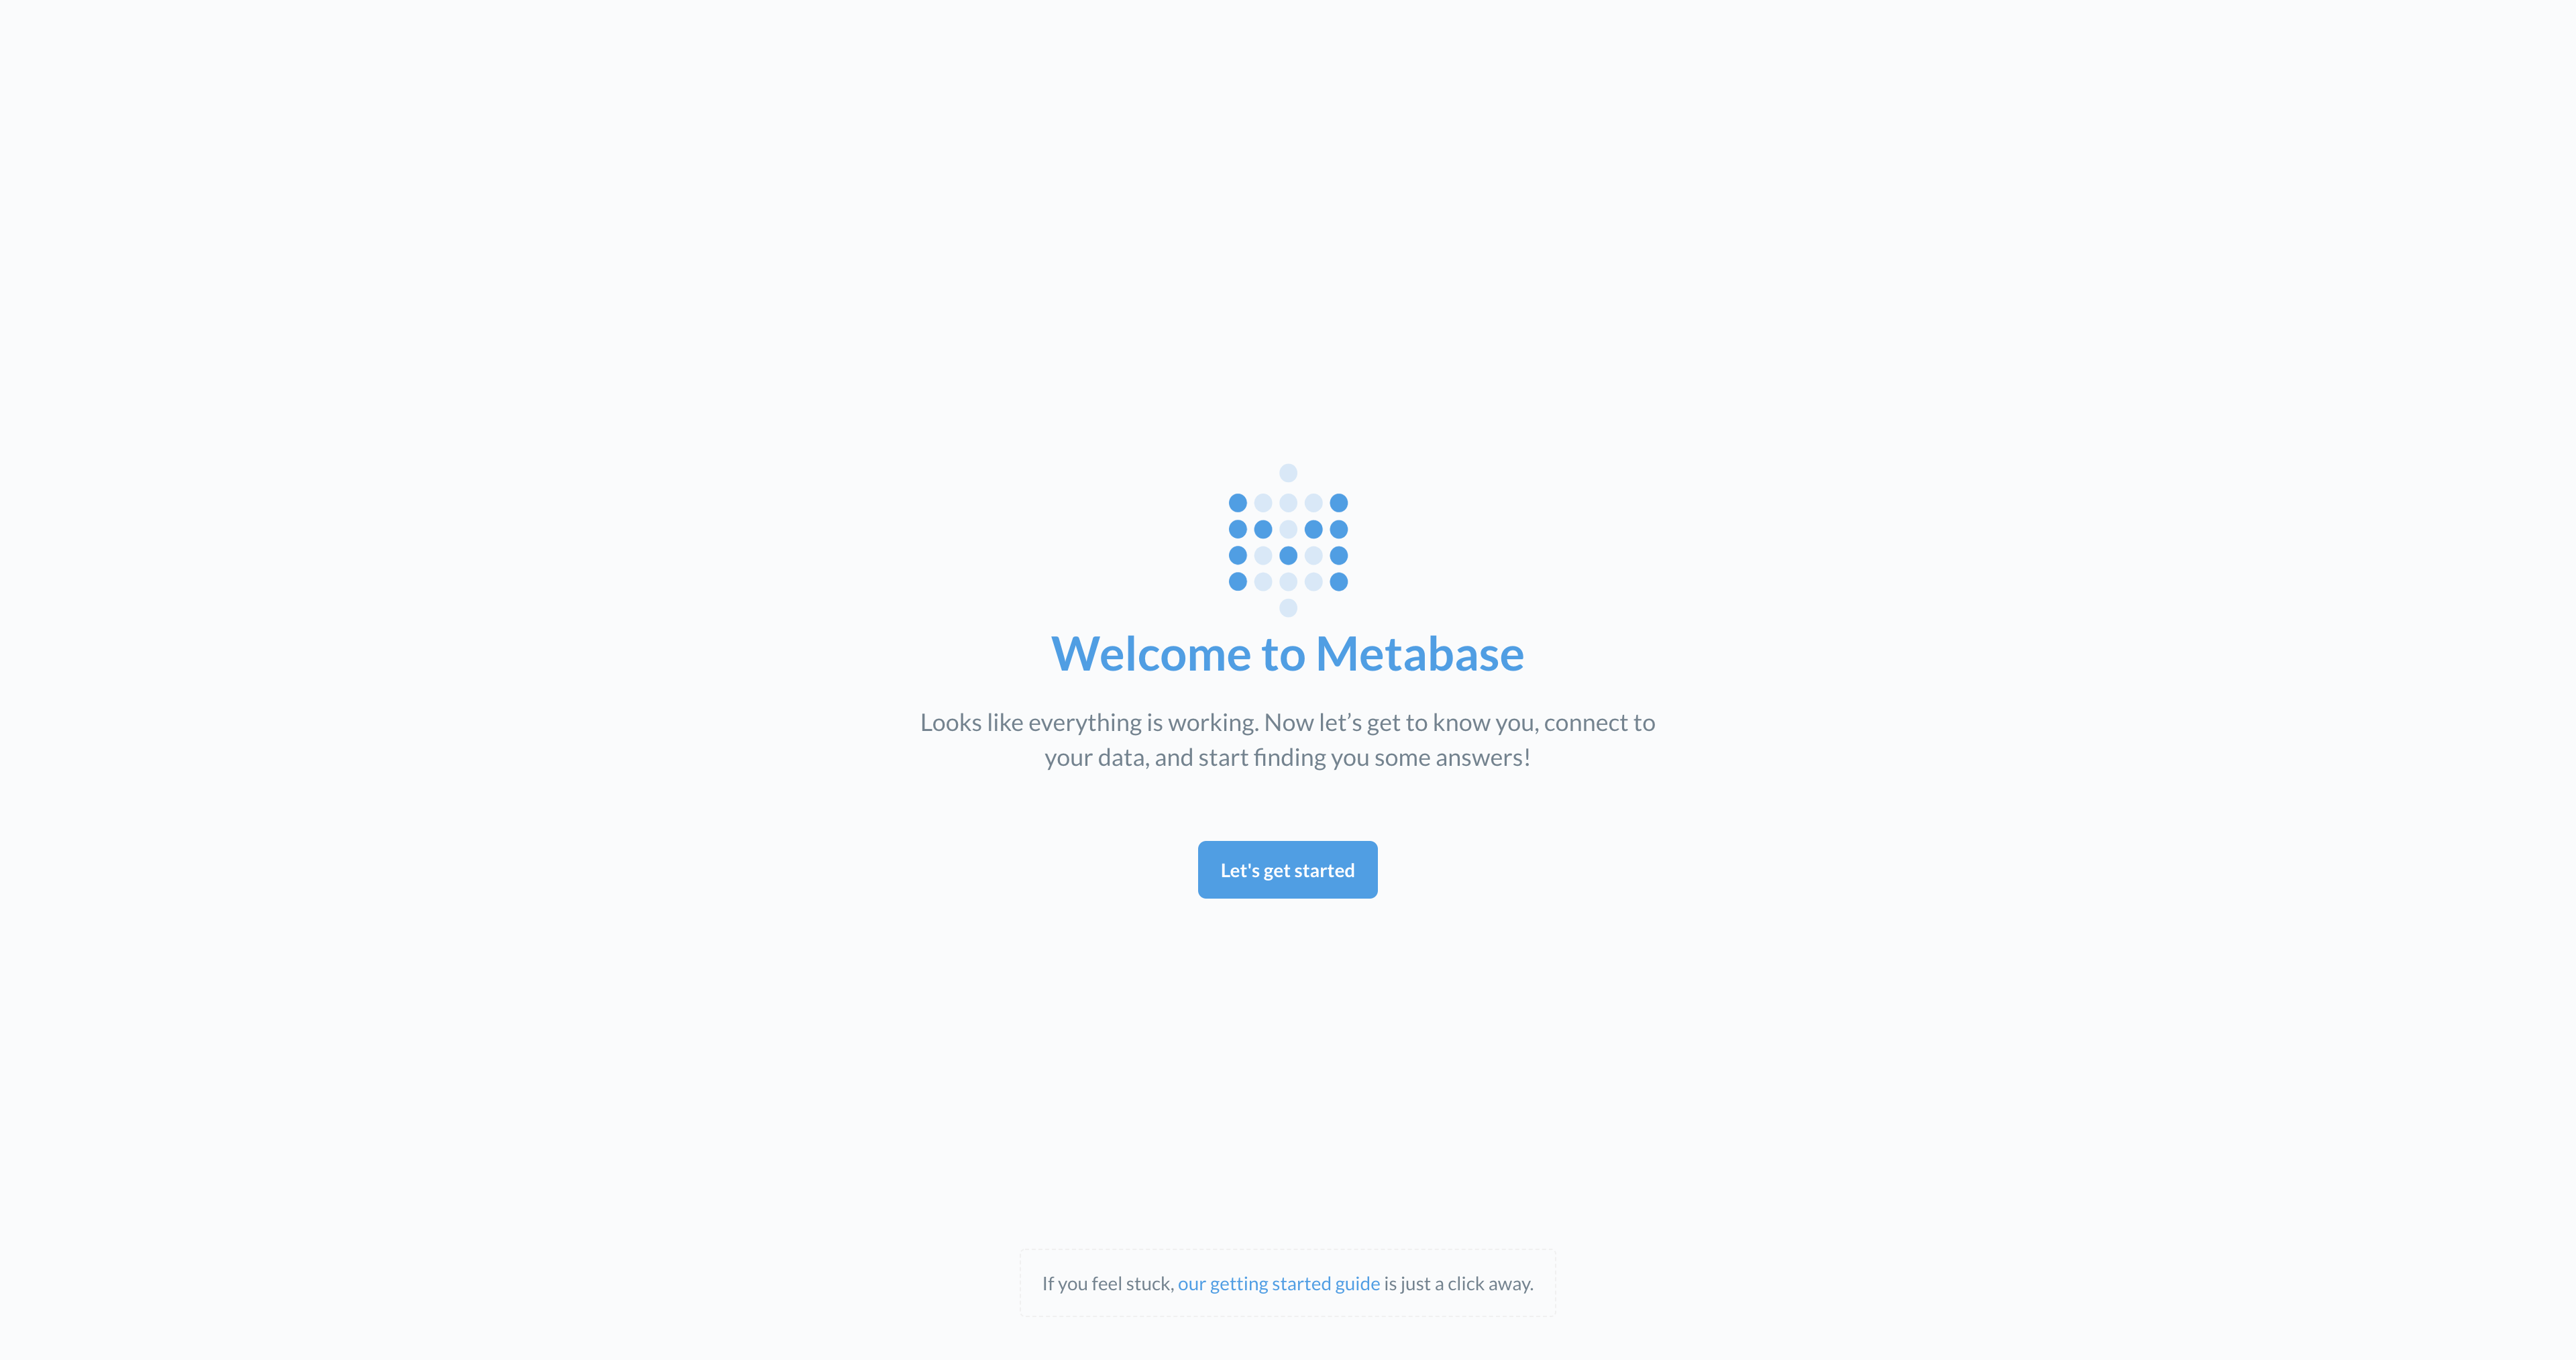 Welcome to Metabase
Looks like everything is working. Now let’s get to know you, connect to
your data, and start finding you some answers!
Let's get started
If you feel stuck, our getting started guide is just a click away.